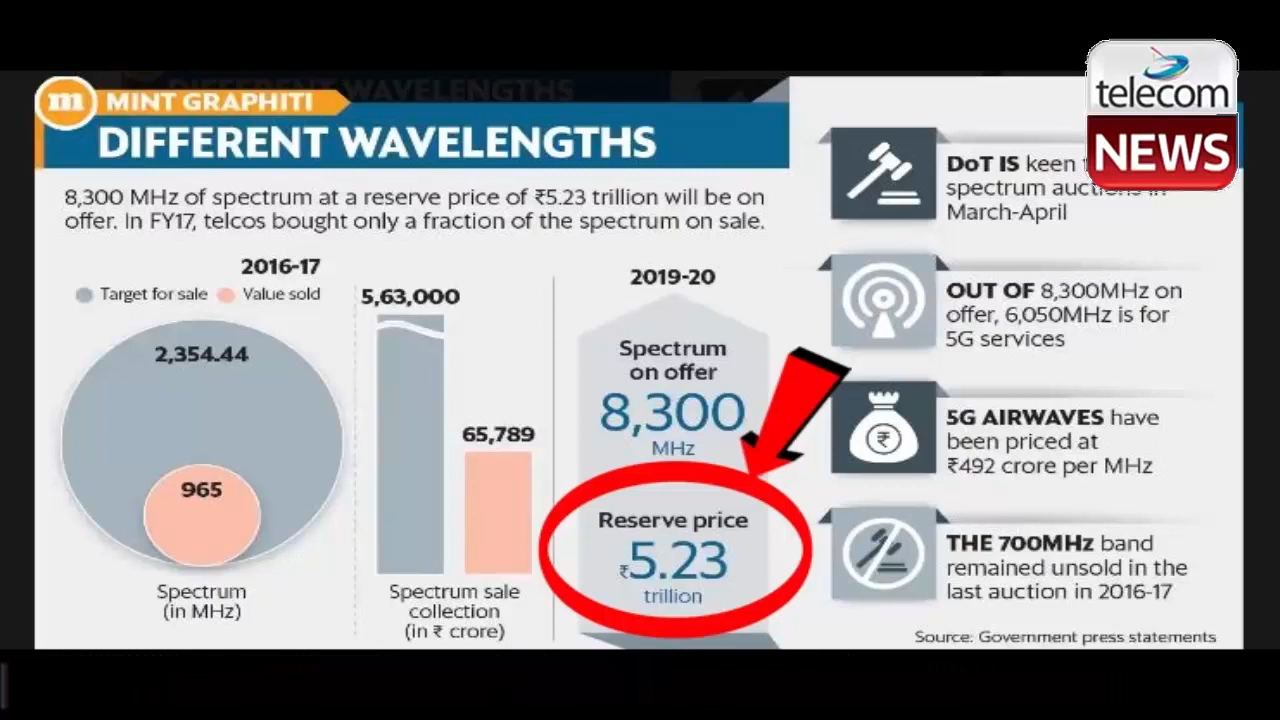 telecom
NEWS
m MINT GRAPHITI
DIFFERENT WAVELENGTHS
8,300 MHz of spectrum at a reserve price of ₹5.23 trillion will be on
offer. In FY17, telcos bought only a fraction of the spectrum on sale.
2016-17
Target for sale Value sold
2,354.44
965
Spectrum
(in MHz)
5,63,000
65,789
Spectrum sale
collection
(in ₹ crore)
2019-20
Spectrum
on offer
8,300
MHz
Reserve price
₹5.23
trillion
DoT IS keen
spectrum auctions in
March-April
OUT OF 8,300MHz on
offer, 6,050MHz is for
5G services
₹
5G AIRWAVES have
been priced at
₹492 crore per MHz
THE 700MHz band
remained unsold in the
last auction in 2016-17
Source: Government press statements